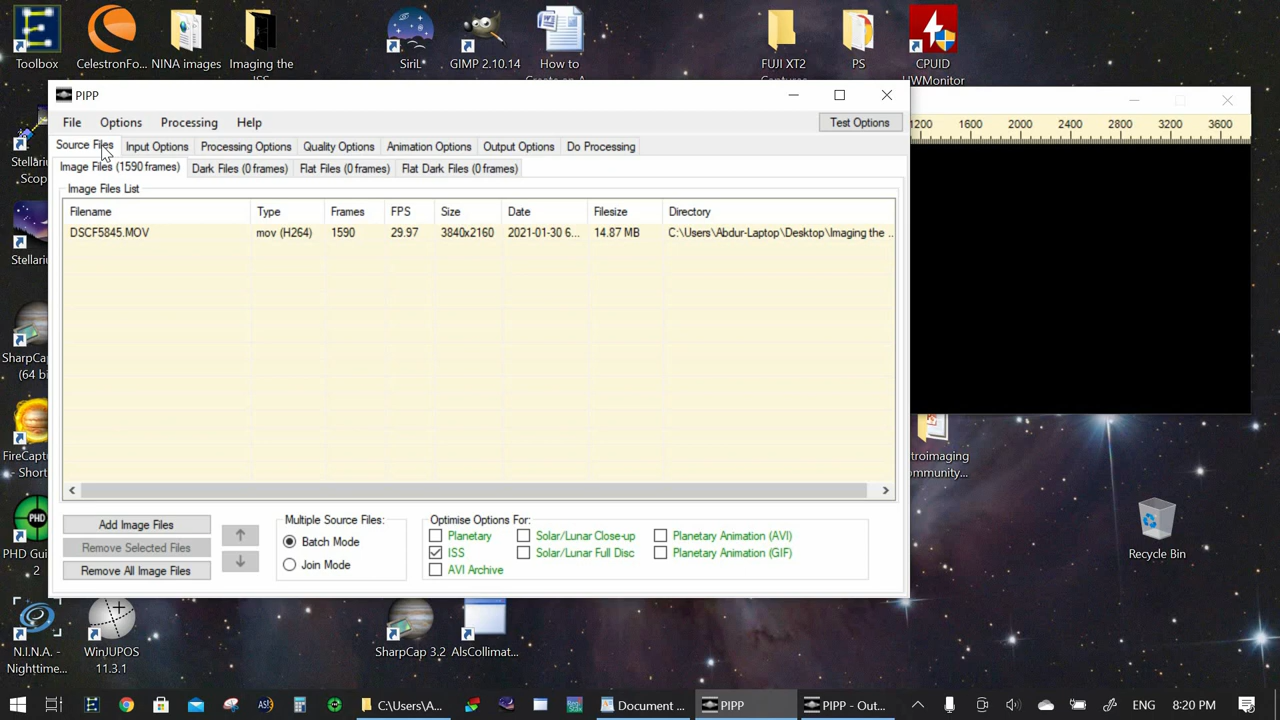 Toolbox
CelestronFo...
NINA images
Imaging the
ISS
SiriL
GIMP 2.10.14
How to
FUJI XT2
PS
CPUID
HWMonitor
PIPP
File
Options
Processing
Help
Test Options
Source Files
Input Options
Processing Options
Quality Options
Animation Options
Output Options
Do Processing
Image Files (1590 frames)
Dark Files (0 frames)
Flat Files (0 frames)
Flat Dark Files (0 frames)
Image Files List
Filename
Type
Frames
FPS
Size
Date
Filesize
Directory
DSCF5845.MOV
mov (H264)
1590
29.97
3840x2160
2021-01-30 6...
14.87 MB
C:\Users\Abdur-Laptop\Desktop\Imaging the ...
Add Image Files
Remove Selected Files
Remove All Image Files
Multiple Source Files:
Batch Mode
Join Mode
Optimise Options For:
Planetary
Solar/Lunar Close-up
Planetary Animation (AVI)
ISS
Solar/Lunar Full Disc
Planetary Animation (GIF)
AVI Archive
1200 1600 2000 2400 2800 3200 3600
Stellari
Scop
Stellari
SharpCap
(64 bi
FireCaptu
- Short
PHD Gui
2
N.I.N.A. -
Nighttime...
WinJUPOS
11.3.1
SharpCap 3.2
AlsCollimat...
troimaging
mmunity...
Recycle Bin
C:\Users\A...
Document ...
PIPP
PIPP - Out...
ENG
8:20 PM